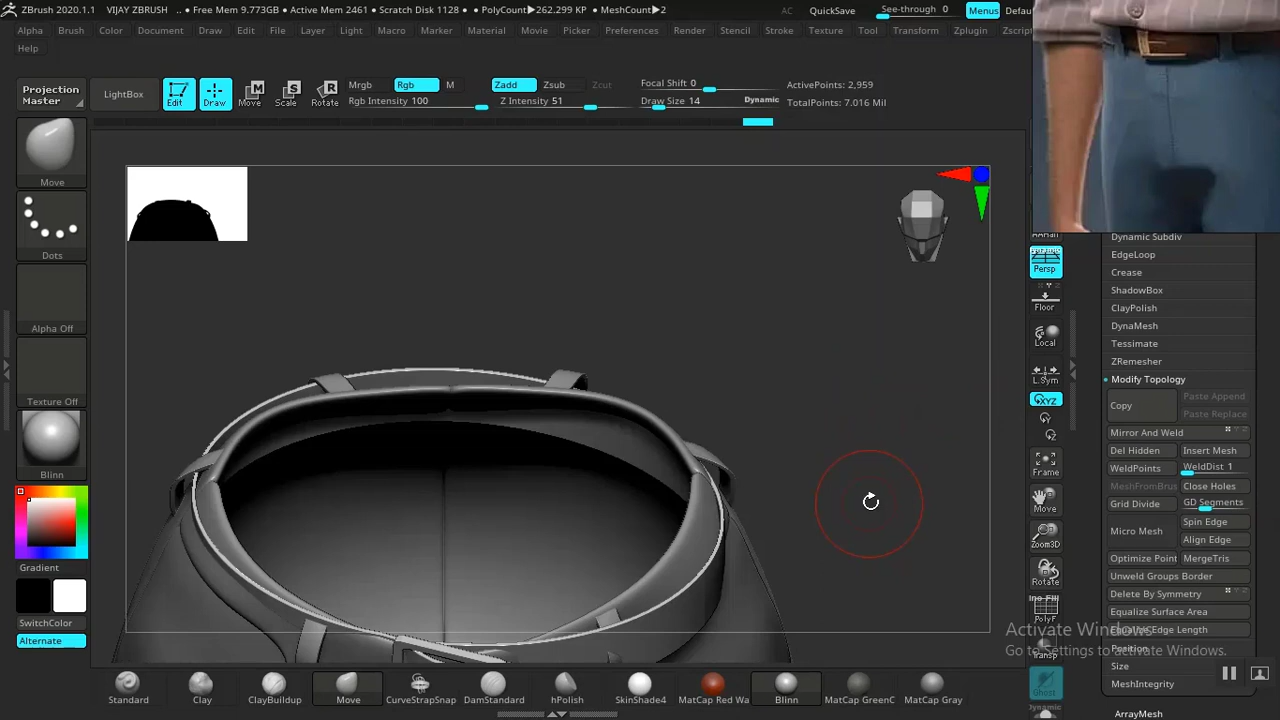 ZBrush 2020.1.1 VIJAY ZBRUSH .. ● Free Mem 9.773GB ● Active Mem 2461 ● Scratch Disk 1128 ● PolyCount▶262.299 KP ● MeshCount▶2 AC QuickSave See-through 0 Menus Defau
Alpha Brush Color Document Draw Edit File Layer Light Macro Marker Material Movie Picker Preferences Render Stencil Stroke Texture Tool Transform Zplugin Zscrip
Help
Projection Master
LightBox
Edit
Draw
Move
Scale
Rotate
Mrgb Rgb M
Rgb Intensity 100
Zadd Zsub Zcut
Z Intensity 51
Focal Shift 0
Draw Size 14 Dynamic
ActivePoints: 2,959
TotalPoints: 7.016 Mil
Move
Dots
Alpha Off
Texture Off
Blinn
Gradient
SwitchColor
Alternate
Persp
Floor
Local
L.Sym
XYZ
Y
Z
Frame
Move
Zoom3D
Rotate
PolyF
Transp
Ghost
Dynamic
Dynamic Subdiv
EdgeLoop
Crease
ShadowBox
ClayPolish
DynaMesh
Tessimate
ZRemesher
Modify Topology
Copy Paste Append
Paste Replace
Mirror And Weld
Del Hidden Insert Mesh
WeldPoints WeldDist 1
MeshFromBrus Close Holes
Grid Divide GD Segments
Micro Mesh Spin Edge
Align Edge
Optimize Point MergeTris
Unweld Groups Border
Delete By Symmetry
Equalize Surface Area
Equalize Edge Length
Position
Size
MeshIntegrity
ArrayMesh
Activate Windows
Go to Settings to activate Windows.
Standard Clay ClayBuildup Move CurveStrapSnap DamStandard hPolish SkinShade4 MatCap Red Wa Blinn MatCap GreenC MatCap Gray